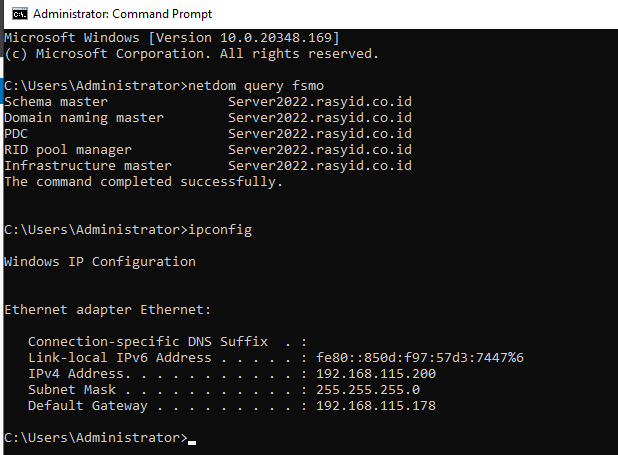 Administrator: Command Prompt
Microsoft Windows [Version 10.0.20348.169]
(c) Microsoft Corporation. All rights reserved.
C:\Users\Administrator>netdom query fsmo
Schema master               Server2022.rasyid.co.id
Domain naming master        Server2022.rasyid.co.id
PDC                         Server2022.rasyid.co.id
RID pool manager            Server2022.rasyid.co.id
Infrastructure master       Server2022.rasyid.co.id
The command completed successfully.
C:\Users\Administrator>ipconfig
Windows IP Configuration
Ethernet adapter Ethernet:
   Connection-specific DNS Suffix  . :
   Link-local IPv6 Address . . . . . : fe80::850d:f97:57d3:7447%6
   IPv4 Address. . . . . . . . . . . : 192.168.115.200
   Subnet Mask . . . . . . . . . . . : 255.255.255.0
   Default Gateway . . . . . . . . . : 192.168.115.178
C:\Users\Administrator>